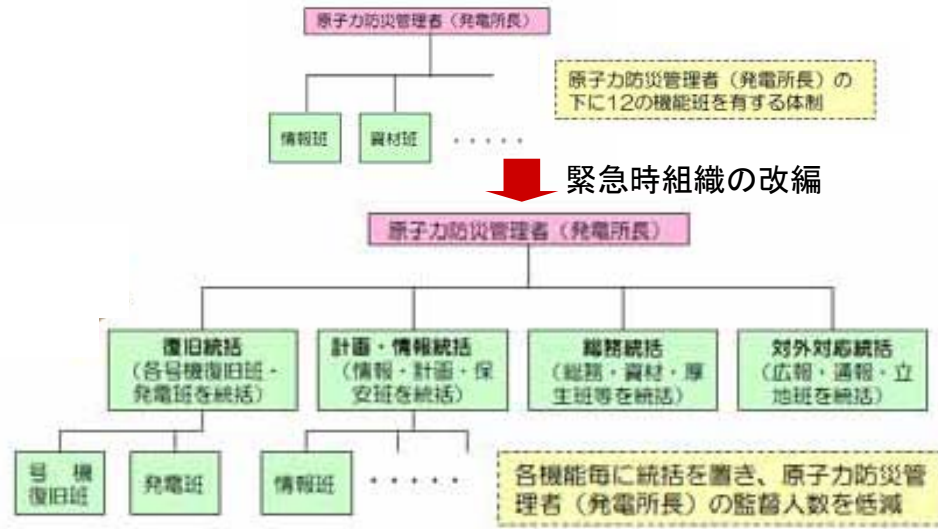 原子力防災管理者（発電所長）
原子力防災管理者（発電所長）の
下に12の機能班を有する体制
情報班
資材班
・・・・・
緊急時組織の改編
原子力防災管理者（発電所長）
復旧統括
（各号機復旧班・
発電班を統括）
計画・情報統括
（情報・計画・保
安班を統括）
総務統括
（総務・資材・厚
生班等を統括）
対外対応統括
（広報・通報・立
地班を統括）
号機
復旧班
発電班
情報班
・・・・・
各機能毎に統括を置き、原子力防災管
理者（発電所長）の監督人数を低減